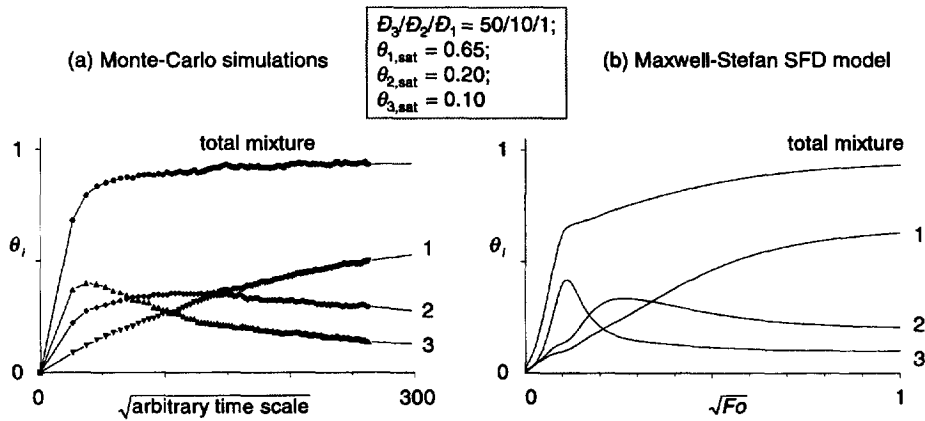 Đ₃/Đ₂/Đ₁ = 50/10/1;
θ₁,sat = 0.65;
θ₂,sat = 0.20;
θ₃,sat = 0.10
(a) Monte-Carlo simulations
(b) Maxwell-Stefan SFD model
total mixture
1
θᵢ
0
1
2
3
0
√arbitrary time scale
300
total mixture
1
θᵢ
0
1
2
3
0
√Fo
1